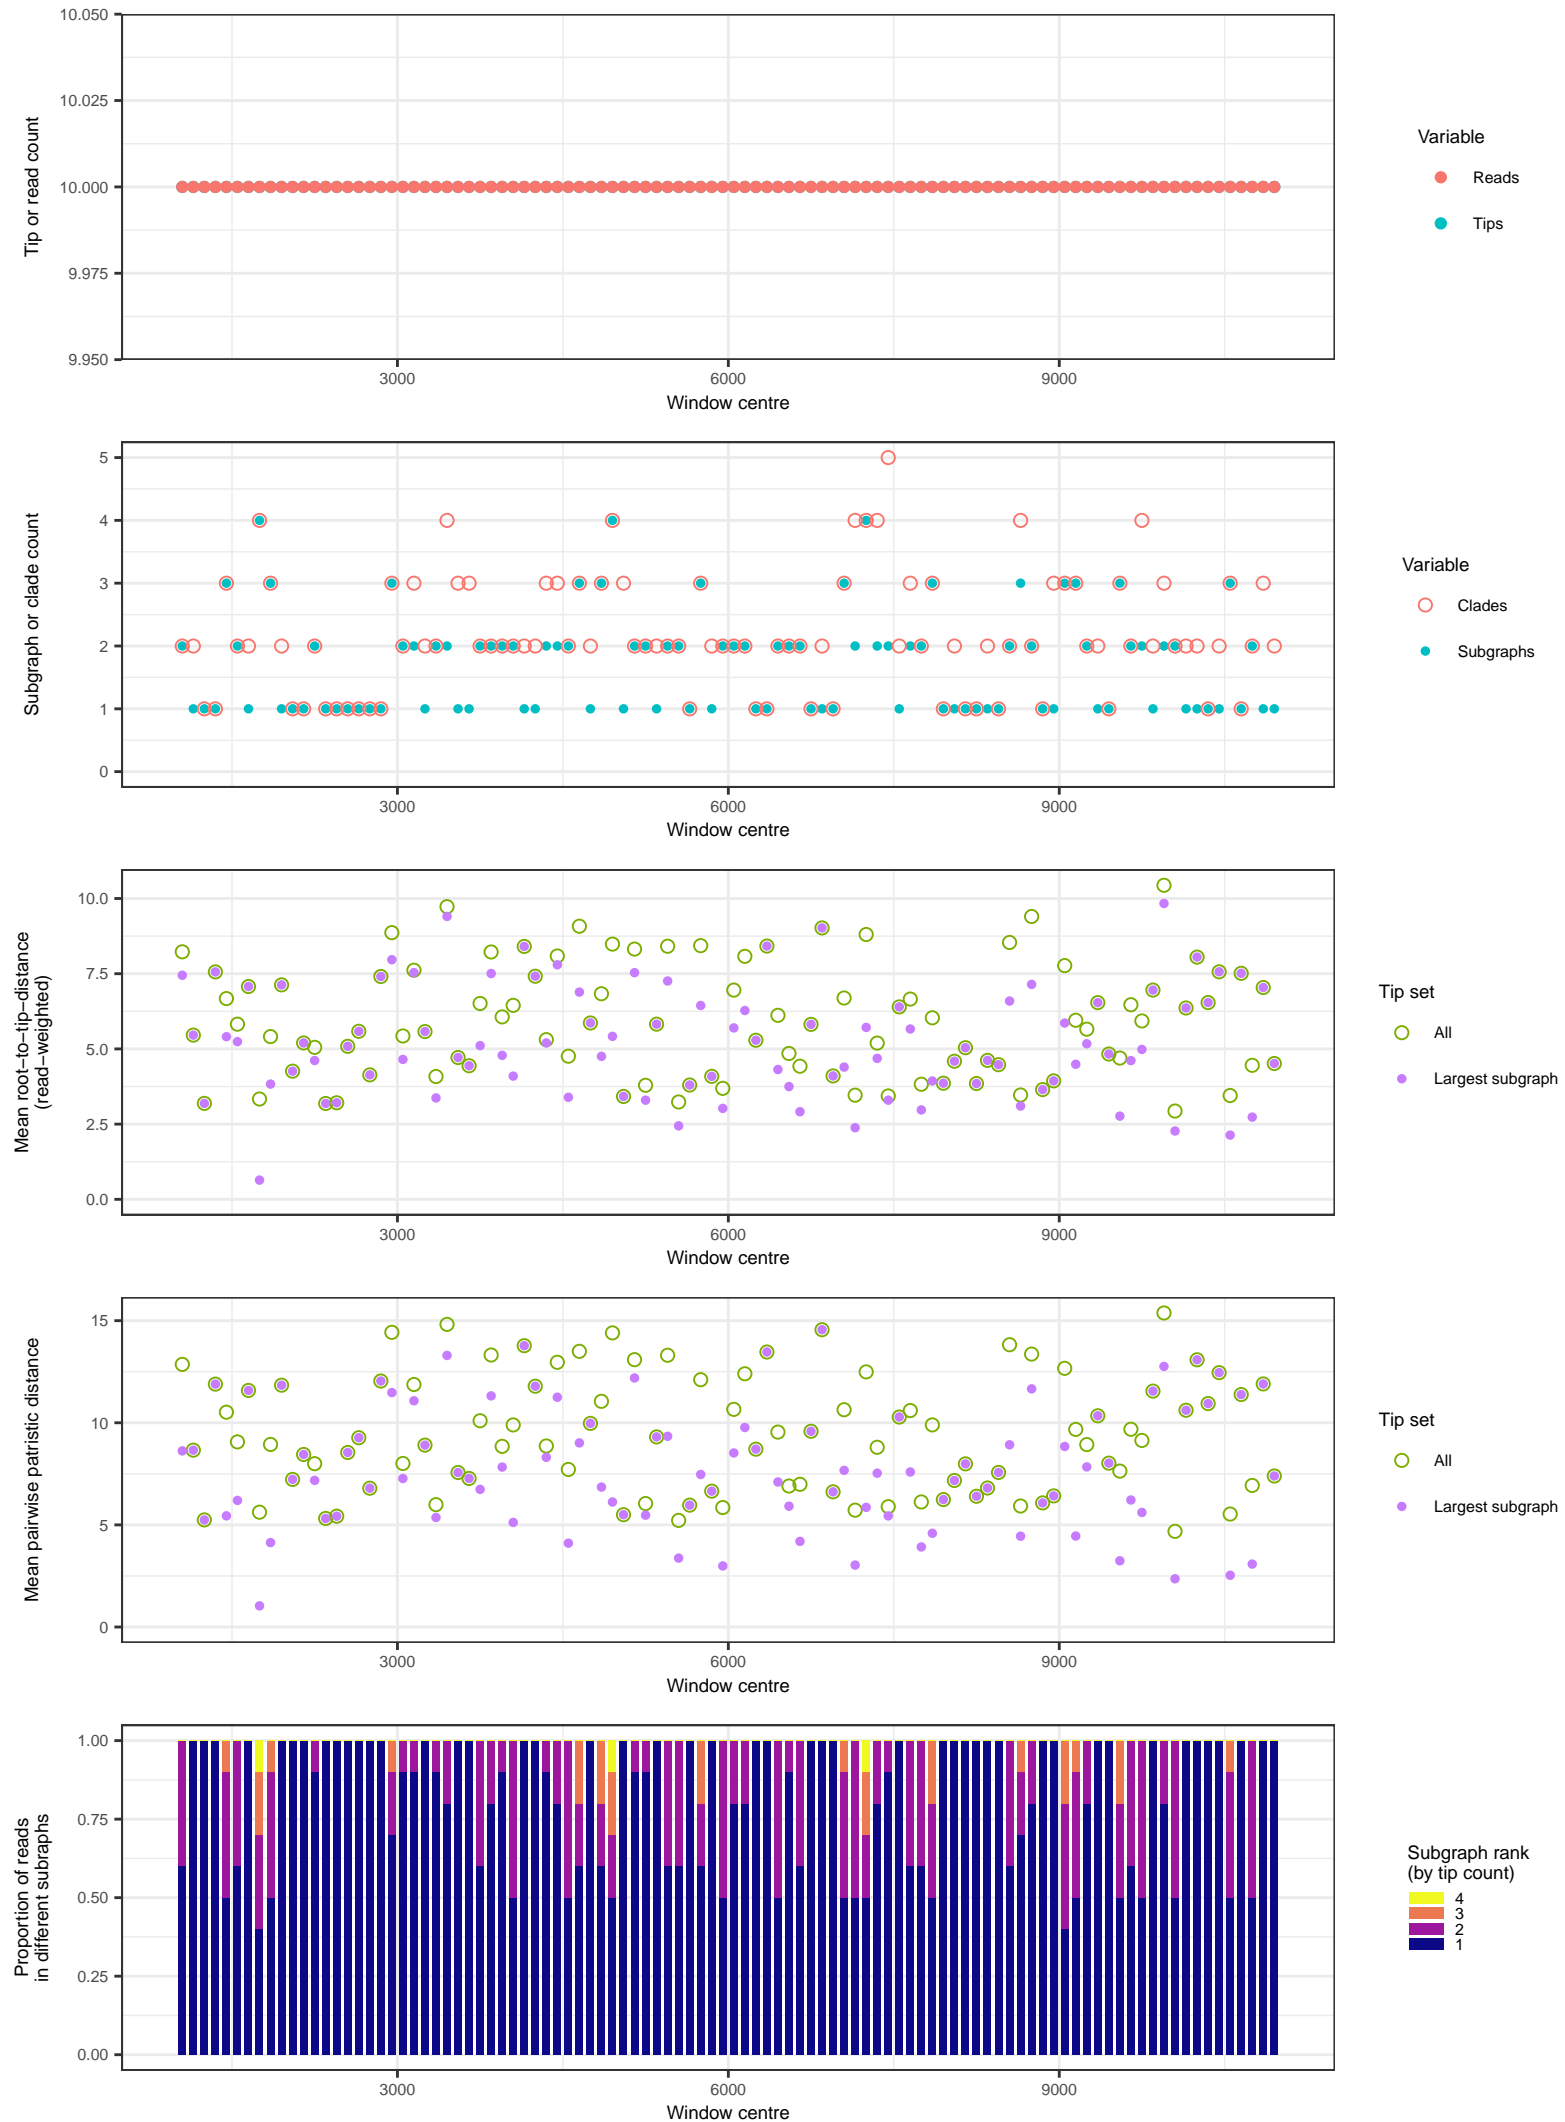 10.050
10.025
10.000
9.975
9.950
Tip or read count
3000
6000
9000
Window centre
Variable
Reads
Tips
5
4
3
2
1
0
Subgraph or clade count
3000
6000
9000
Window centre
Variable
Clades
Subgraphs
10.0
7.5
5.0
2.5
0.0
Mean root−to−tip−distance
(read−weighted)
3000
6000
9000
Window centre
Tip set
All
Largest subgraph
15
10
5
0
Mean pairwise patristic distance
3000
6000
9000
Window centre
Tip set
All
Largest subgraph
1.00
0.75
0.50
0.25
0.00
Proportion of reads
in different subraphs
3000
6000
9000
Window centre
Subgraph rank
(by tip count)
4
3
2
1